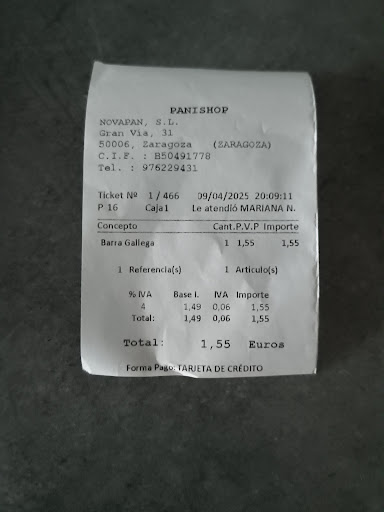 PANISHOP
NOVAPAN, S.L.
Gran Via, 31
50006, Zaragoza (ZARAGOZA)
C.I.F. : B50491778
Tel. : 976229431
Ticket Nº 1 / 466 09/04/2025 20:09:11
P 16 Caja1 Le atendió MARIANA N.
Concepto Cant. P.V.P Importe
Barra Gallega 1 1,55 1,55
1 Referencia(s) 1 Articulo(s)
% IVA Base I. IVA Importe
4 1,49 0,06 1,55
Total: 1,49 0,06 1,55
Total: 1,55 Euros
Forma Pago: TARJETA DE CRÉDITO